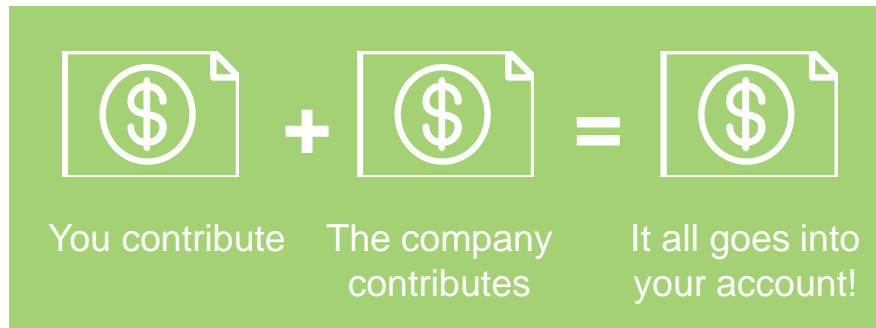 $ + $ = $
You contribute
The company
contributes
It all goes into
your account!